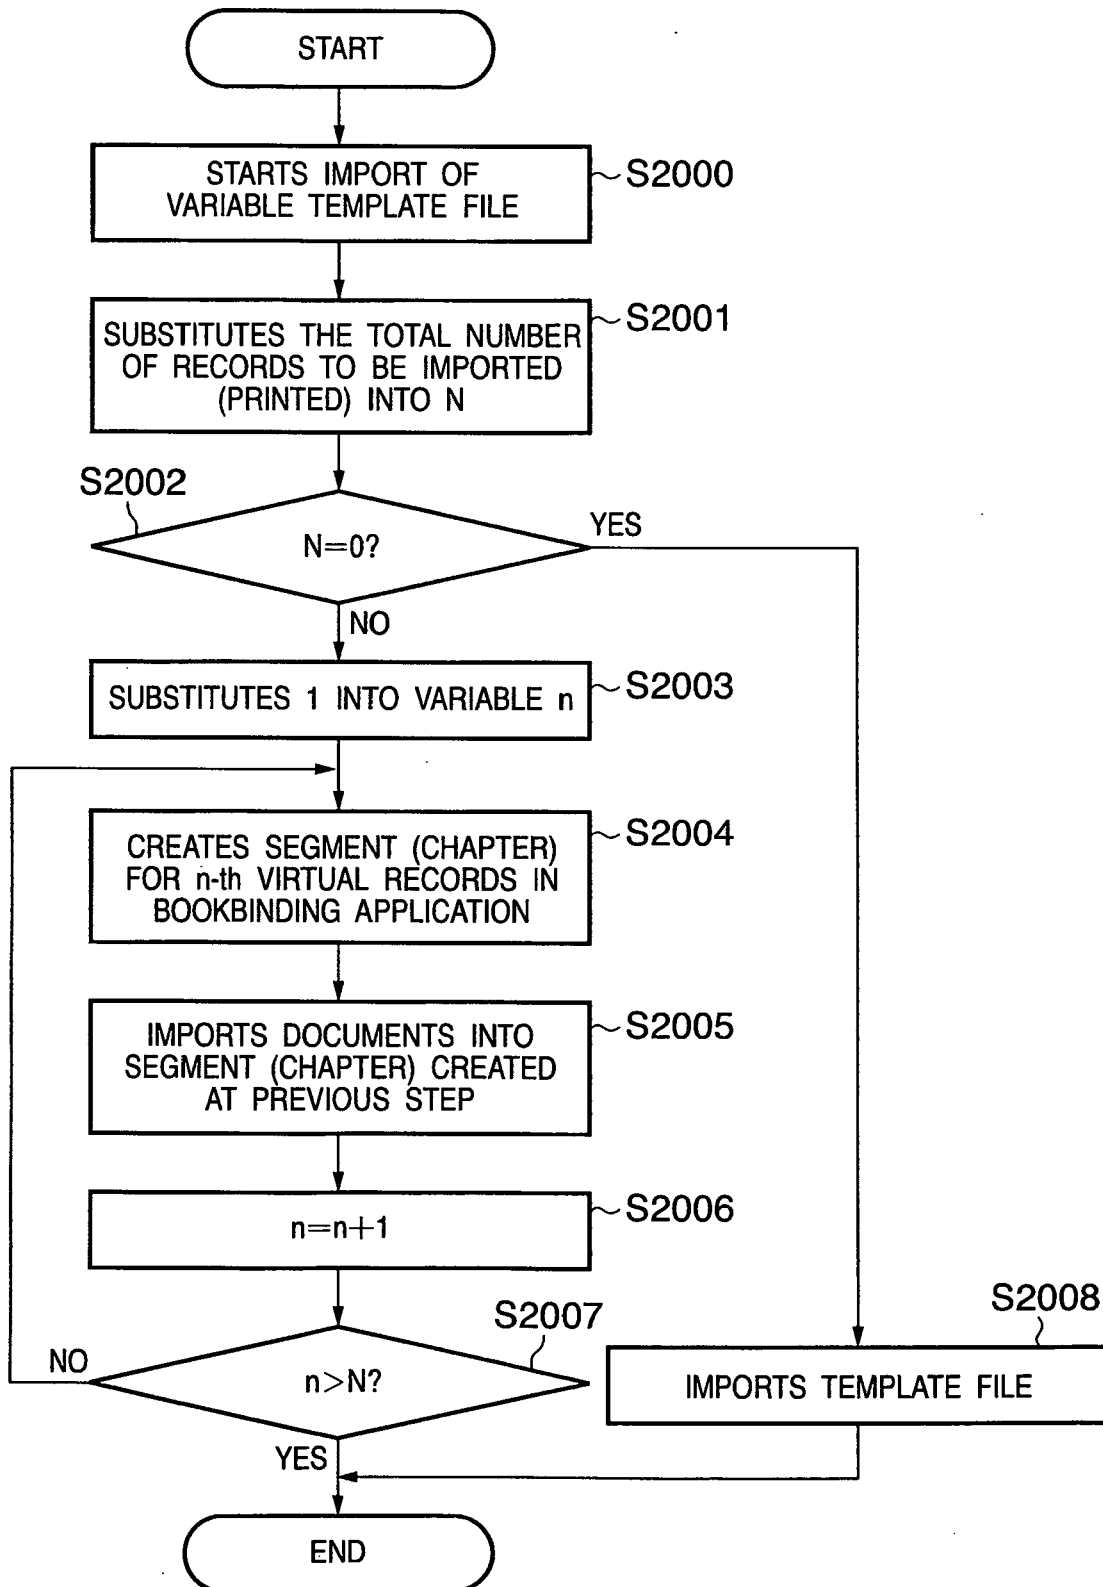 START
STARTS IMPORT OF
VARIABLE TEMPLATE FILE
S2000
SUBSTITUTES THE TOTAL NUMBER
OF RECORDS TO BE IMPORTED
(PRINTED) INTO N
S2001
S2002
N=0?
YES
NO
SUBSTITUTES 1 INTO VARIABLE n
S2003
CREATES SEGMENT (CHAPTER)
FOR n-th VIRTUAL RECORDS IN
BOOKBINDING APPLICATION
S2004
IMPORTS DOCUMENTS INTO
SEGMENT (CHAPTER) CREATED
AT PREVIOUS STEP
S2005
n=n+1
S2006
S2007
n>N?
NO
YES
S2008
IMPORTS TEMPLATE FILE
END